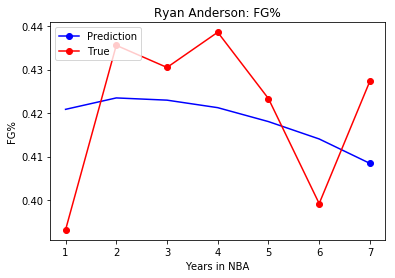 Ryan Anderson: FG%
Prediction
True
0.44
0.43
0.42
0.41
0.40
FG%
1 2 3 4 5 6 7
Years in NBA